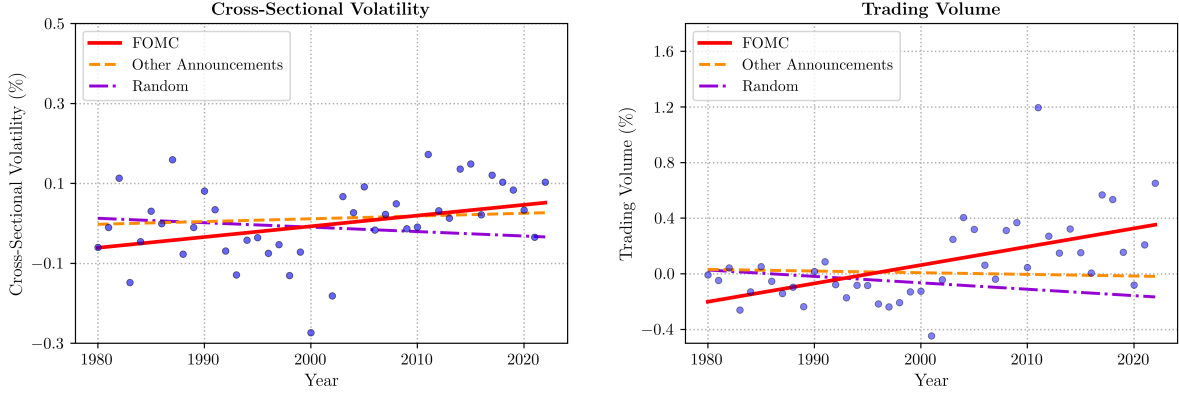 Cross-Sectional Volatility
Cross-Sectional Volatility (%)
0.5
0.3
0.1
−0.1
−0.3
FOMC
Other Announcements
Random
1980
1990
2000
2010
2020
Year
Trading Volume
Trading Volume (%)
1.6
1.2
0.8
0.4
0.0
−0.4
FOMC
Other Announcements
Random
1980
1990
2000
2010
2020
Year